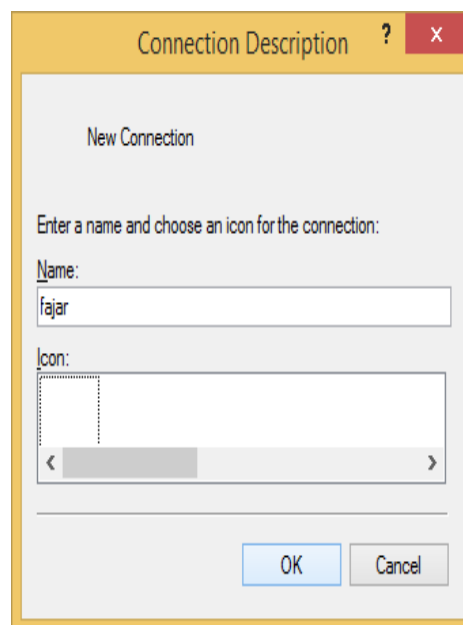 Connection Description ? x
New Connection
Enter a name and choose an icon for the connection:
Name:
fajar
Icon:
OK Cancel